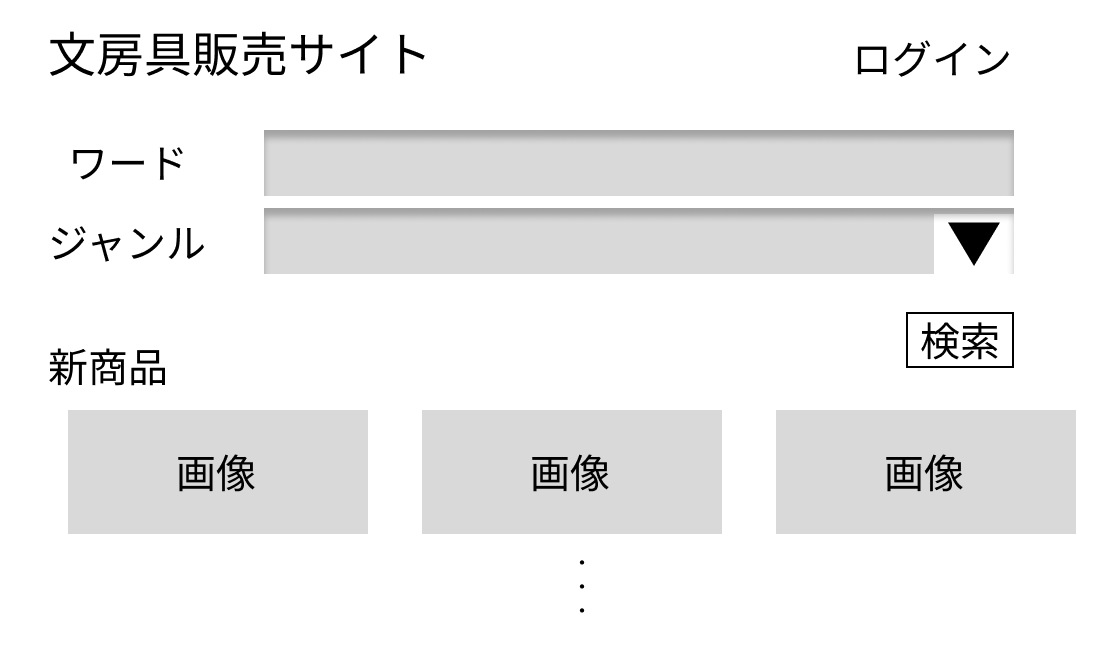 文房具販売サイト
ログイン
ワード
ジャンル
▼
検索
新商品
画像 画像 画像
・
・
・